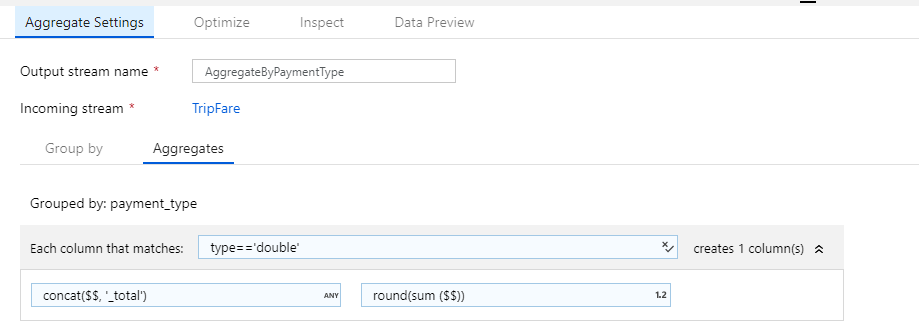 Aggregate Settings Optimize Inspect Data Preview
Output stream name * AggregateByPaymentType
Incoming stream * TripFare
Group by Aggregates
Grouped by: payment_type
Each column that matches: type=='double' creates 1 column(s)
concat($$, '_total') ANY round(sum ($$)) 1.2